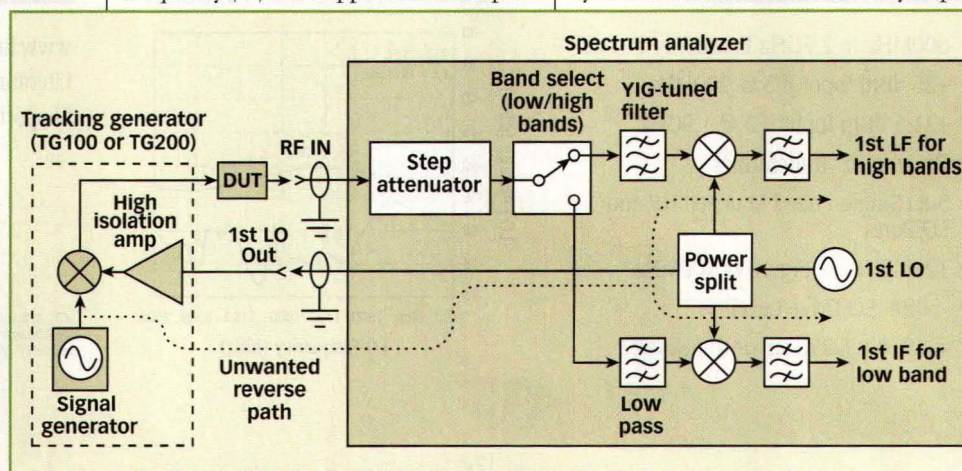 Spectrum analyzer
Band select
(low/high
bands)
YIG-tuned
filter
Tracking generator
(TG100 or TG200)
RF IN
DUT
Step
attenuator
1st LF for
high bands
High
isolation
amp
1st LO
Out
Power
split
1st LO
Unwanted
reverse
path
Signal
generator
Low
pass
1st IF for
low band